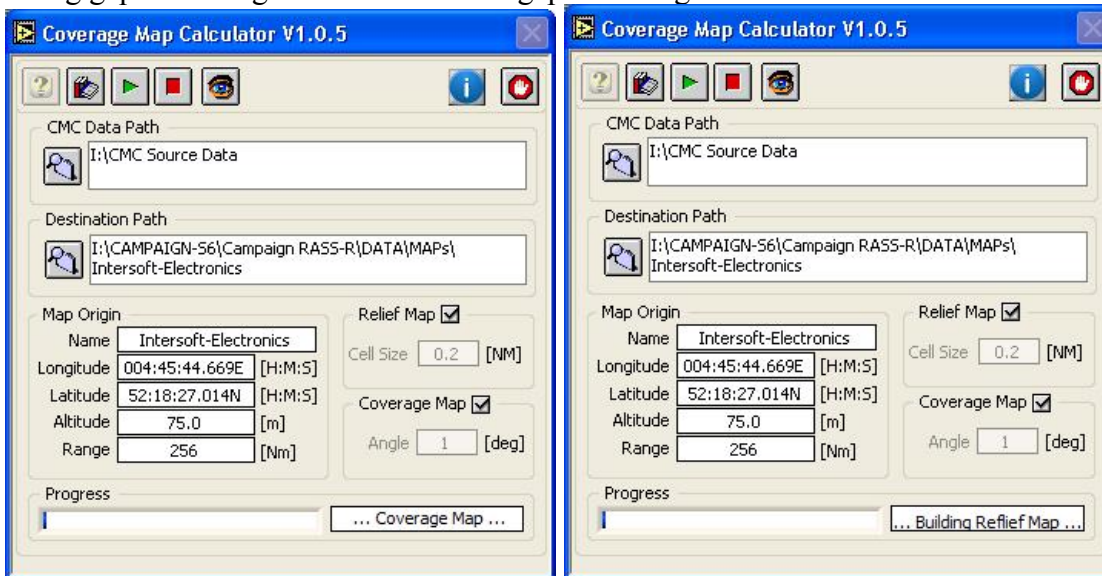 Coverage Map Calculator V1.0.5
CMC Data Path
I:\CMC Source Data
Destination Path
I:\CAMPAIGN-S6\Campaign RASS-R\DATA\MAPs\
Intersoft-Electronics
Map Origin
Name Intersoft-Electronics
Longitude 004:45:44.669E [H:M:S]
Latitude 52:18:27.014N [H:M:S]
Altitude 75.0 [m]
Range 256 [Nm]
Relief Map
Cell Size 0.2 [NM]
Coverage Map
Angle 1 [deg]
Progress
... Coverage Map ...
Coverage Map Calculator V1.0.5
CMC Data Path
I:\CMC Source Data
Destination Path
I:\CAMPAIGN-S6\Campaign RASS-R\DATA\MAPs\
Intersoft-Electronics
Map Origin
Name Intersoft-Electronics
Longitude 004:45:44.669E [H:M:S]
Latitude 52:18:27.014N [H:M:S]
Altitude 75.0 [m]
Range 256 [Nm]
Relief Map
Cell Size 0.2 [NM]
Coverage Map
Angle 1 [deg]
Progress
... Building Reflief Map ...